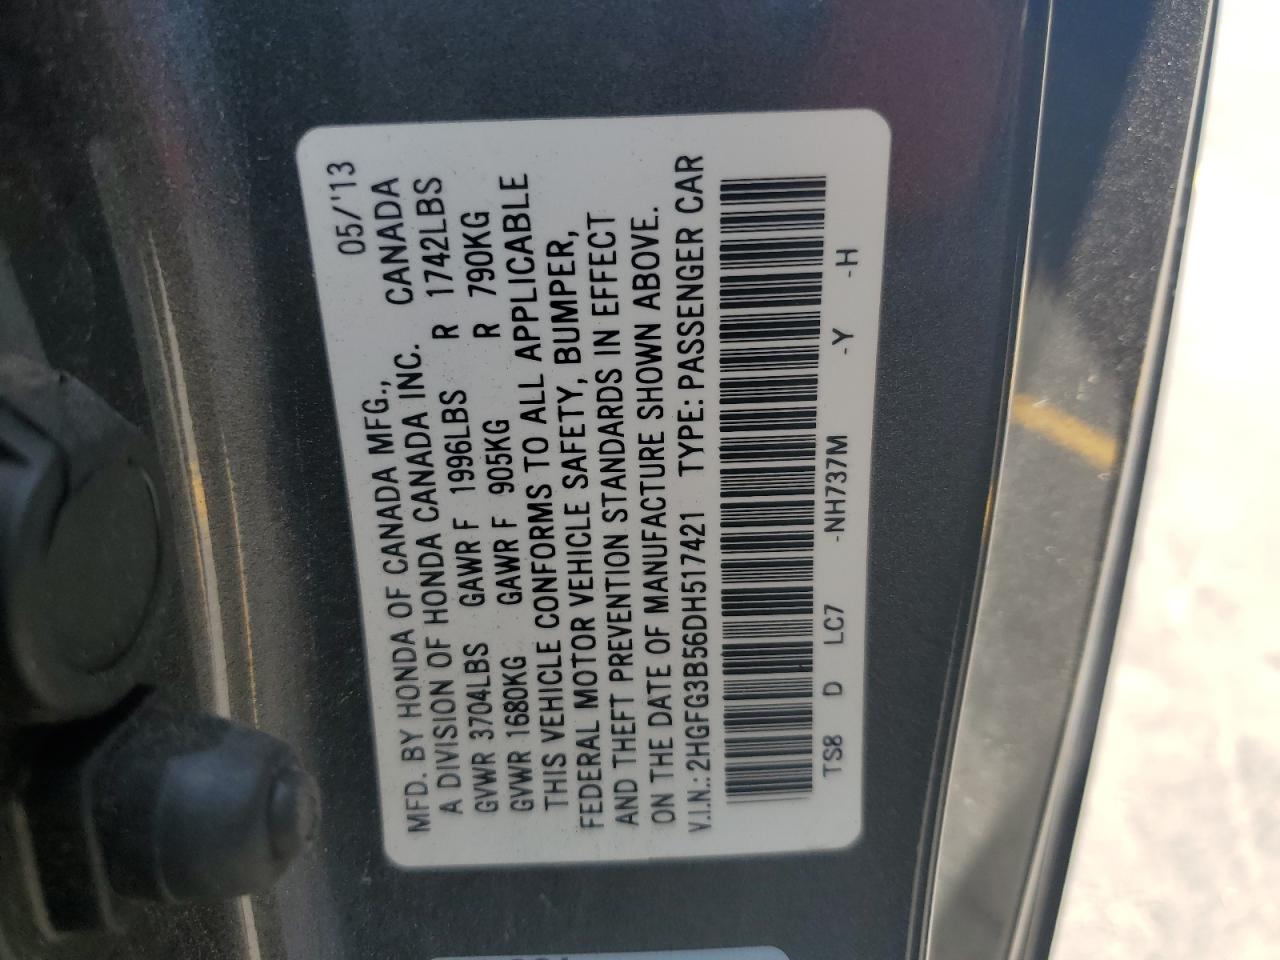 05/'13
MFD. BY HONDA OF CANADA MFG.,
A DIVISION OF HONDA CANADA INC. CANADA
GVWR 3704LBS GAWR F 1996LBS R 1742LBS
GVWR 1680KG GAWR F 905KG R 790KG
THIS VEHICLE CONFORMS TO ALL APPLICABLE
FEDERAL MOTOR VEHICLE SAFETY, BUMPER,
AND THEFT PREVENTION STANDARDS IN EFFECT
ON THE DATE OF MANUFACTURE SHOWN ABOVE.
V.I.N.: 2HGFG3B56DH517421 TYPE: PASSENGER CAR
TS8 D LC7 -NH737M -Y -H